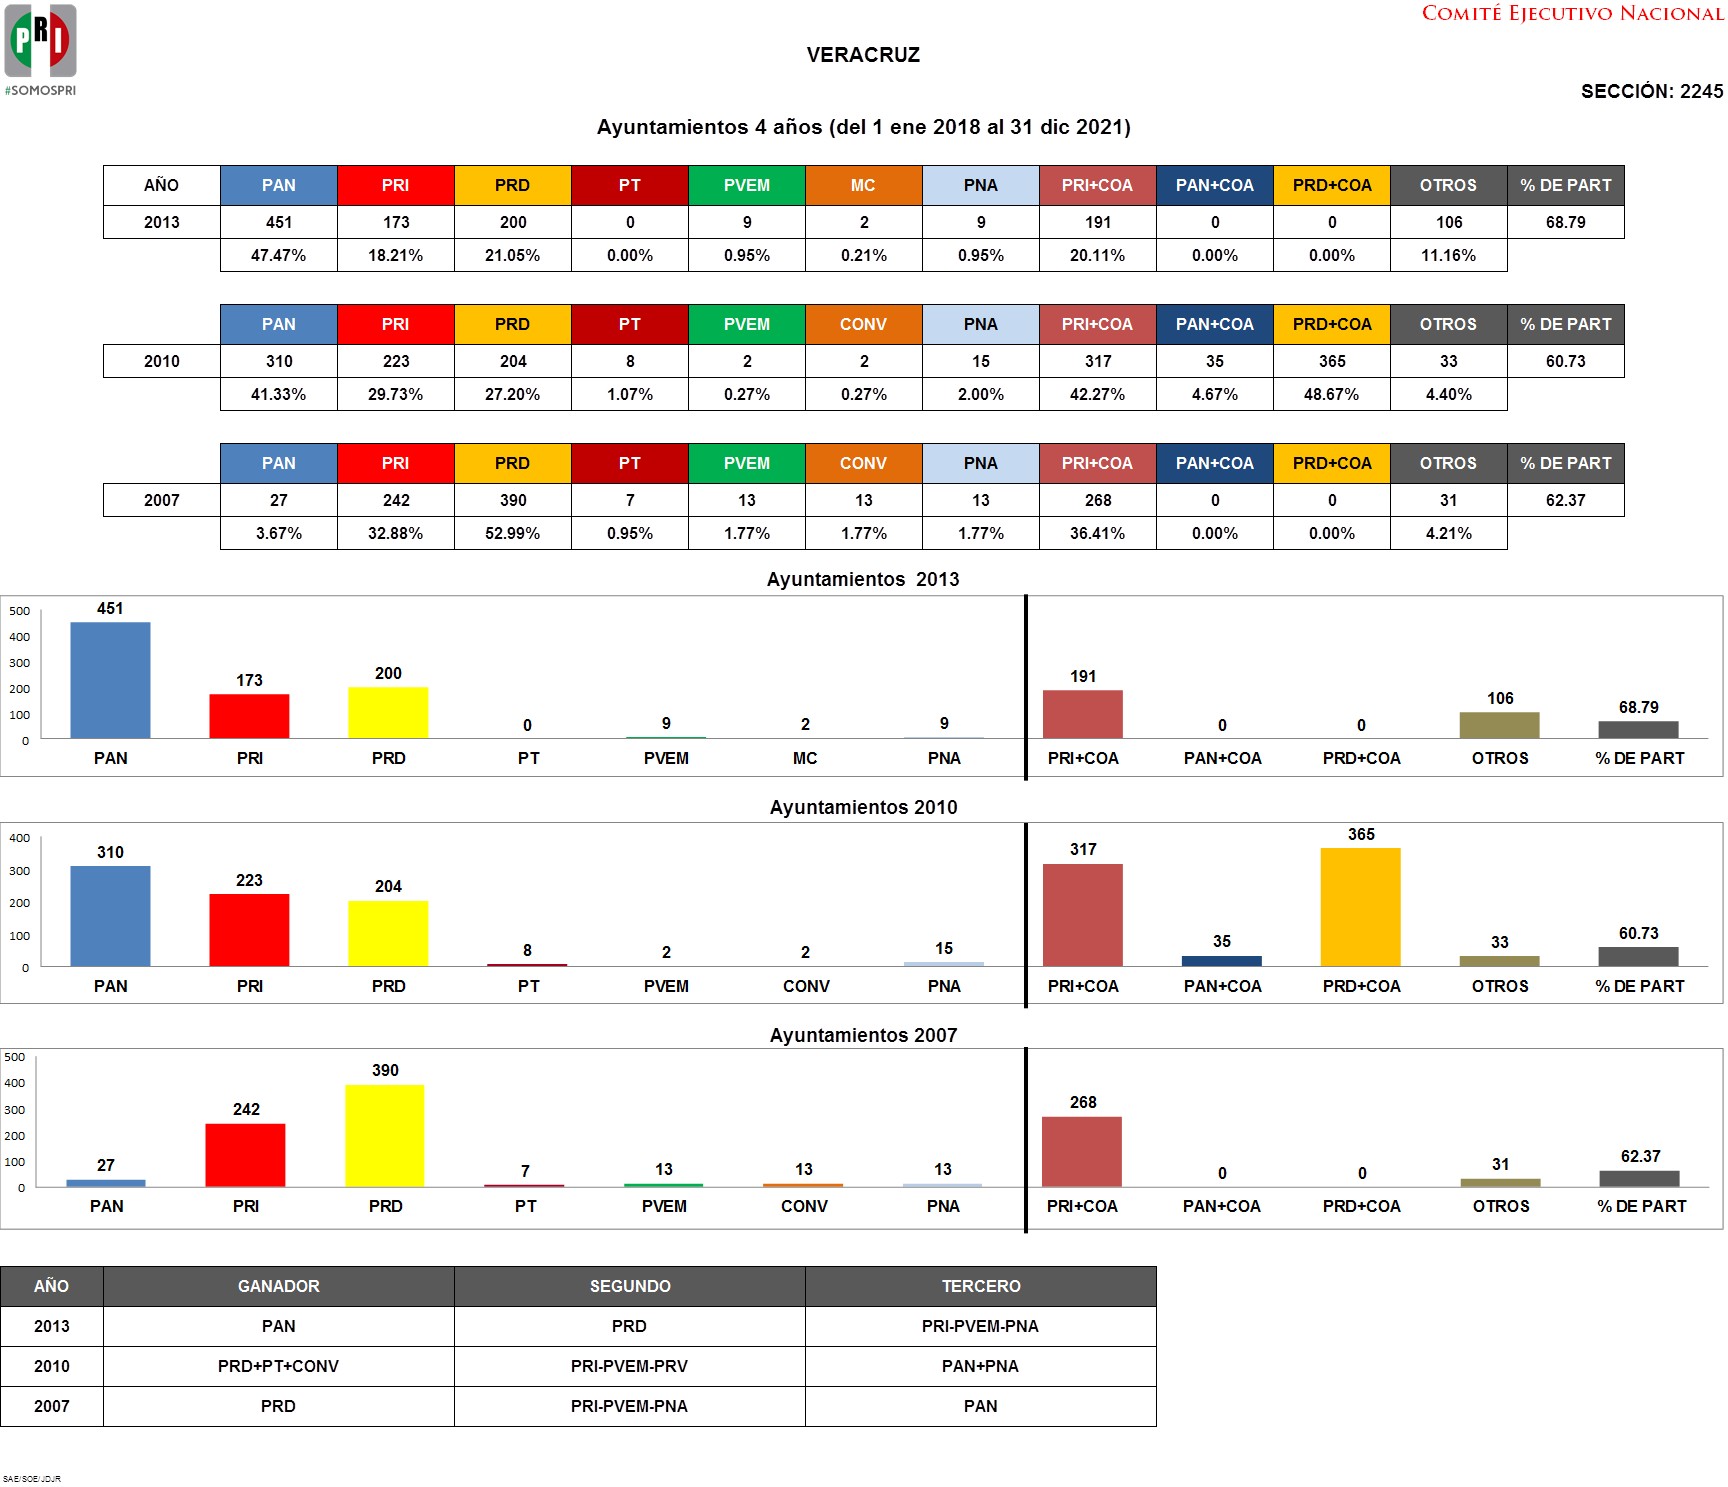 PRI
#SOMOSPRI
COMITÉ EJECUTIVO NACIONAL
VERACRUZ
SECCIÓN: 2245
Ayuntamientos 4 años (del 1 ene 2018 al 31 dic 2021)
AÑO PAN PRI PRD PT PVEM MC PNA PRI+COA PAN+COA PRD+COA OTROS % DE PART
2013 451 173 200 0 9 2 9 191 0 0 106 68.79
47.47% 18.21% 21.05% 0.00% 0.95% 0.21% 0.95% 20.11% 0.00% 0.00% 11.16%
PAN PRI PRD PT PVEM CONV PNA PRI+COA PAN+COA PRD+COA OTROS % DE PART
2010 310 223 204 8 2 2 15 317 35 365 33 60.73
41.33% 29.73% 27.20% 1.07% 0.27% 0.27% 2.00% 42.27% 4.67% 48.67% 4.40%
PAN PRI PRD PT PVEM CONV PNA PRI+COA PAN+COA PRD+COA OTROS % DE PART
2007 27 242 390 7 13 13 13 268 0 0 31 62.37
3.67% 32.88% 52.99% 0.95% 1.77% 1.77% 1.77% 36.41% 0.00% 0.00% 4.21%
Ayuntamientos 2013
500
400
300
200
100
0
451 173 200 0 9 2 9 191 0 0 106 68.79
PAN PRI PRD PT PVEM MC PNA PRI+COA PAN+COA PRD+COA OTROS % DE PART
Ayuntamientos 2010
400
300
200
100
0
310 223 204 8 2 2 15 317 35 365 33 60.73
PAN PRI PRD PT PVEM CONV PNA PRI+COA PAN+COA PRD+COA OTROS % DE PART
Ayuntamientos 2007
500
400
300
200
100
0
27 242 390 7 13 13 13 268 0 0 31 62.37
PAN PRI PRD PT PVEM CONV PNA PRI+COA PAN+COA PRD+COA OTROS % DE PART
AÑO GANADOR SEGUNDO TERCERO
2013 PAN PRD PRI-PVEM-PNA
2010 PRD+PT+CONV PRI-PVEM-PRV PAN+PNA
2007 PRD PRI-PVEM-PNA PAN
SAE/SOE/JDJR